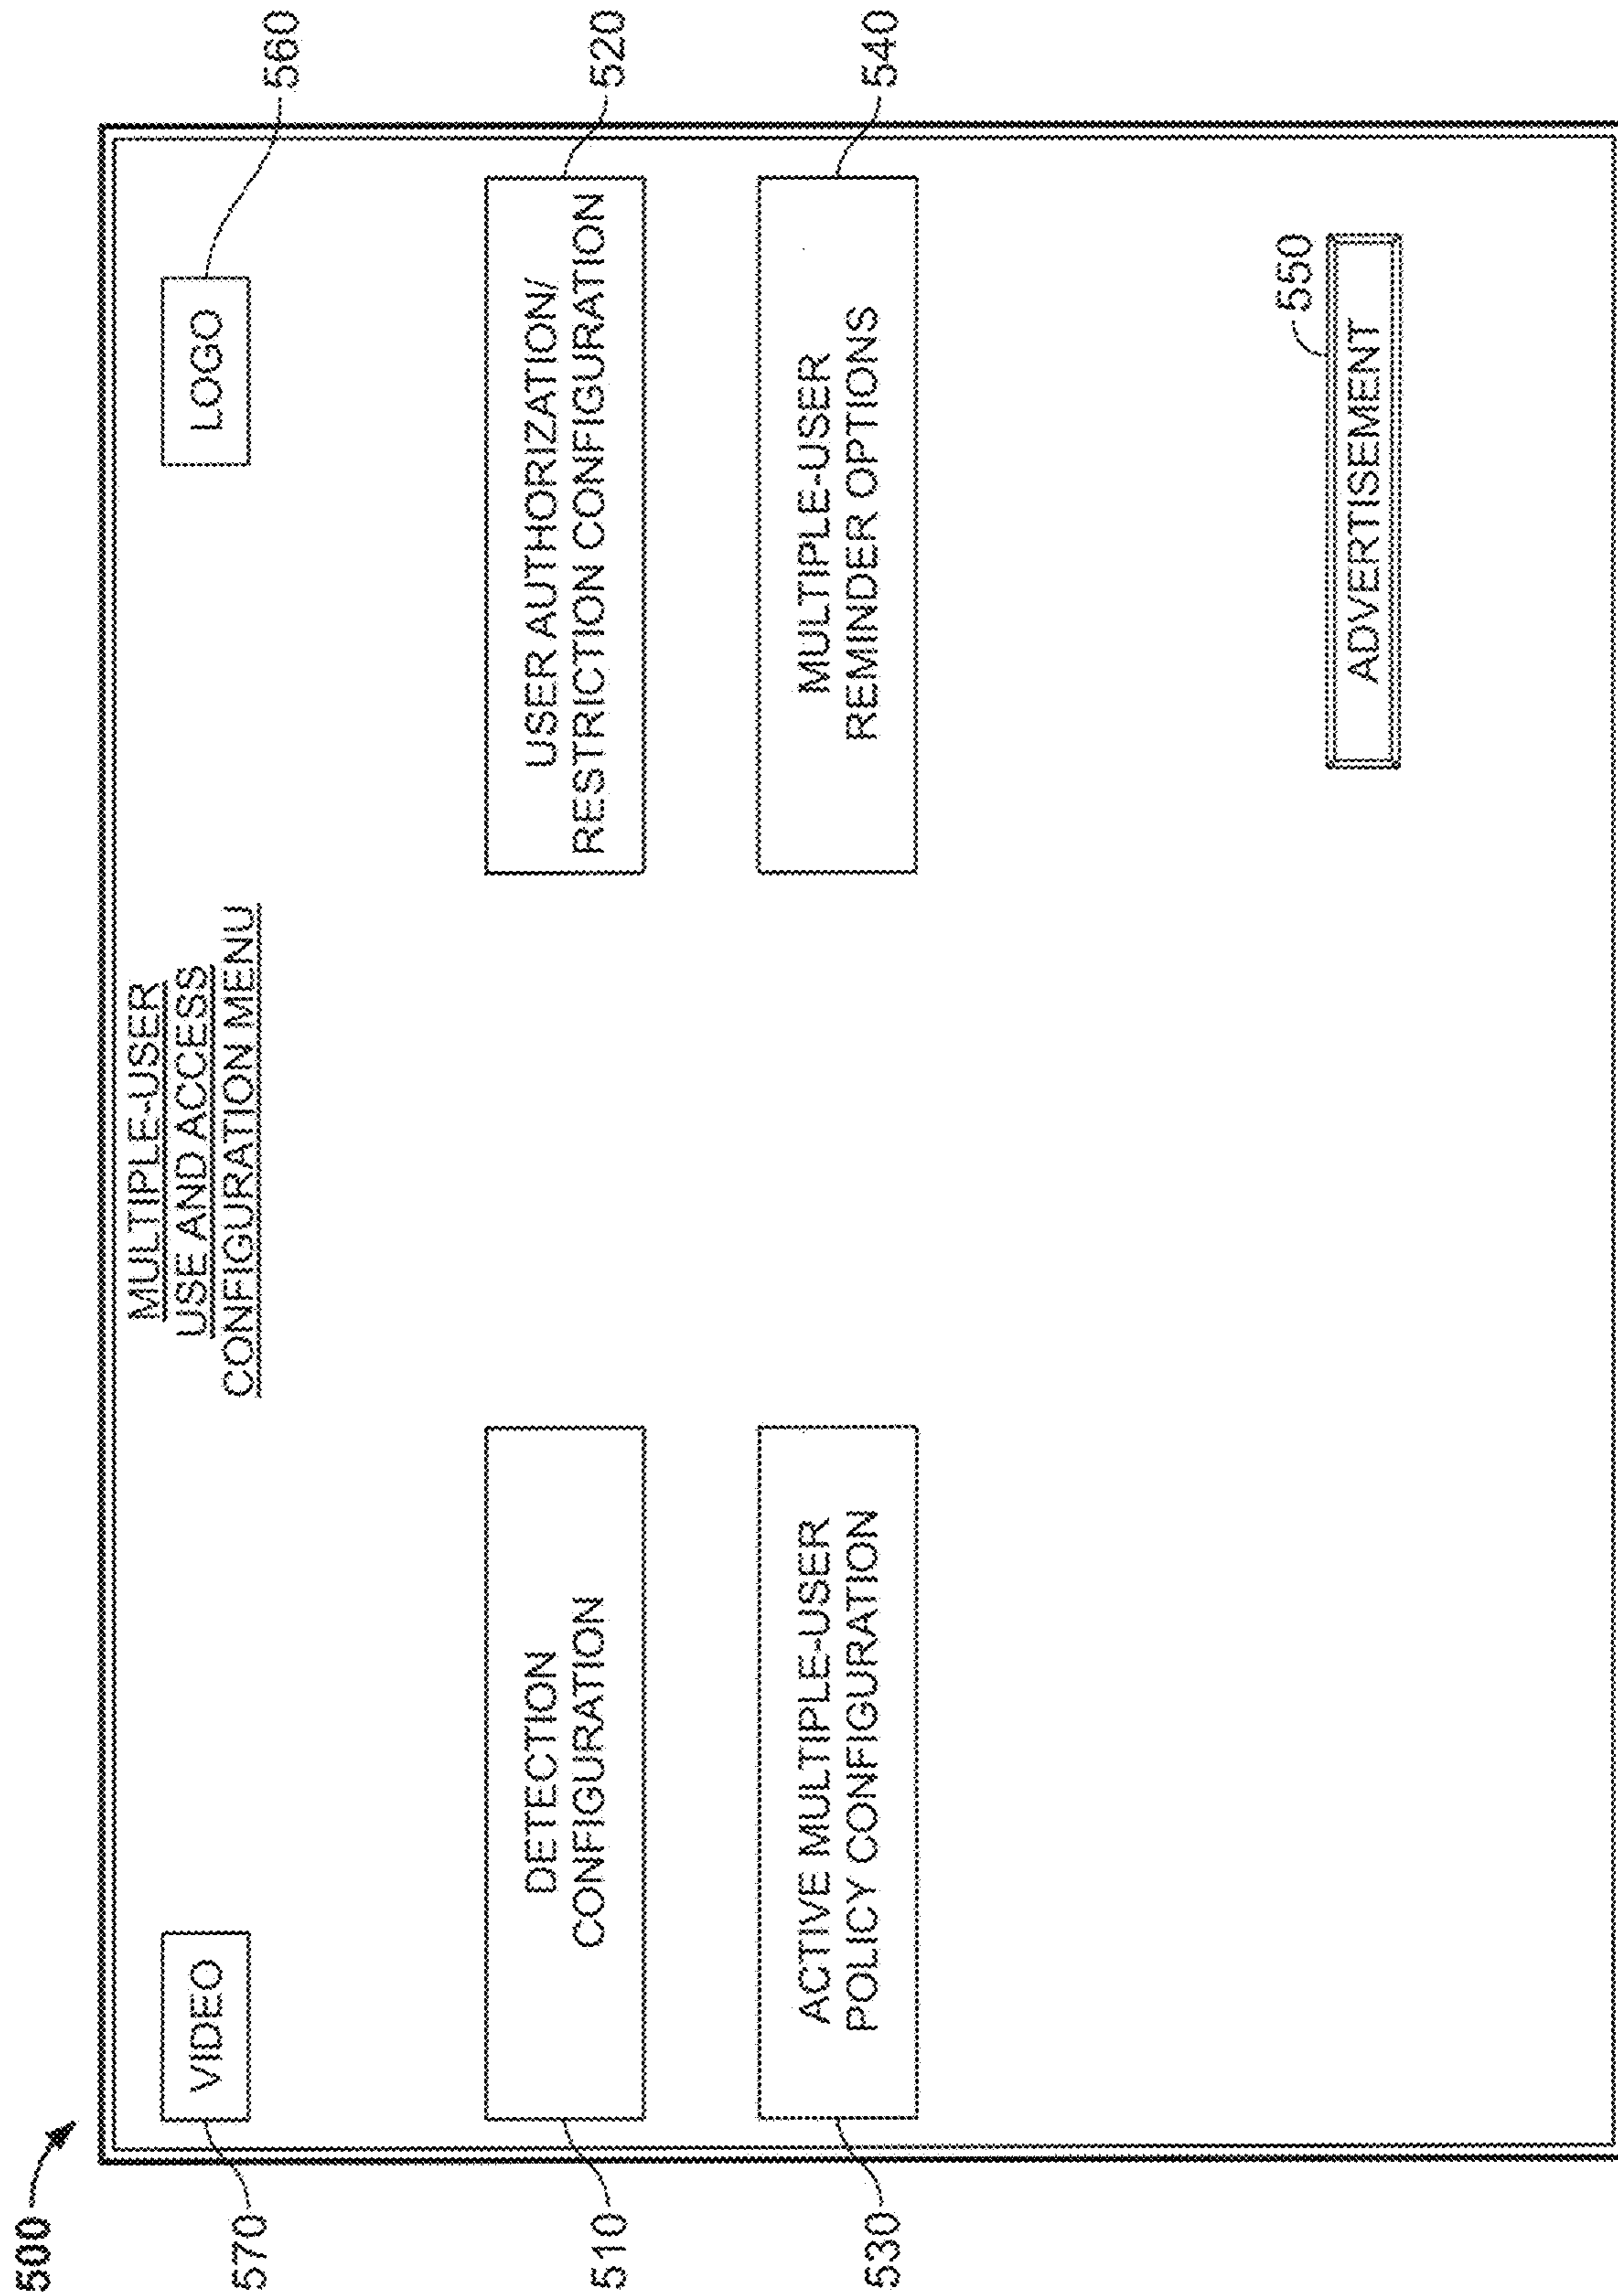 500
MULTIPLE-USER
USE AND ACCESS
CONFIGURATION MENU
570
VIDEO
LOGO
560
510
DETECTION
CONFIGURATION
USER AUTHORIZATION/
RESTRICTION CONFIGURATION
520
530
ACTIVE MULTIPLE-USER
POLICY CONFIGURATION
MULTIPLE-USER
REMINDER OPTIONS
540
550
ADVERTISEMENT